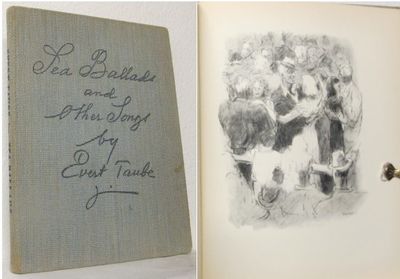 Sea Ballads
and
Other Songs
by
Evert Taube